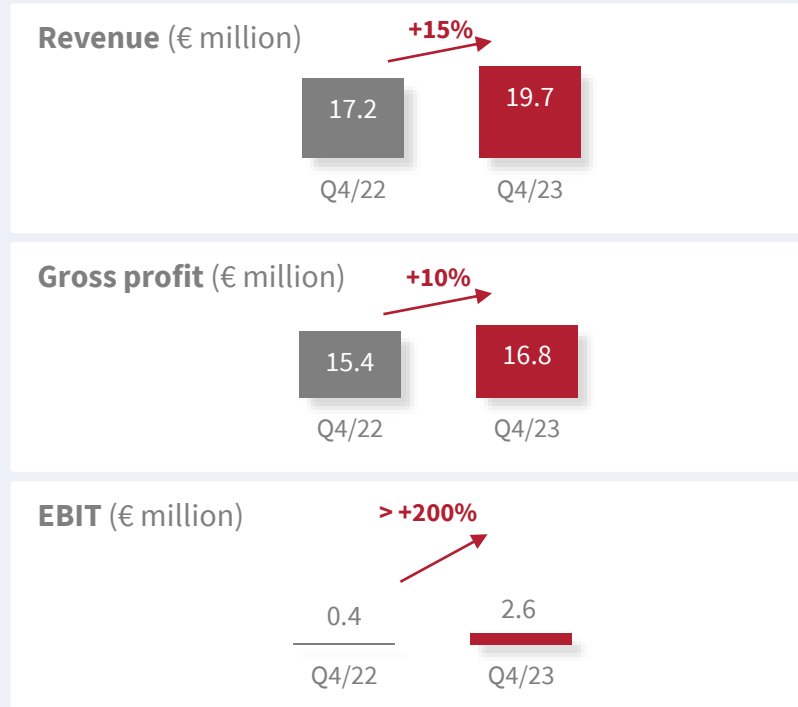 Revenue (€ million)
+15%
17.2
19.7
Q4/22
Q4/23
Gross profit (€ million)
+10%
15.4
16.8
Q4/22
Q4/23
EBIT (€ million)
> +200%
0.4
2.6
Q4/22
Q4/23